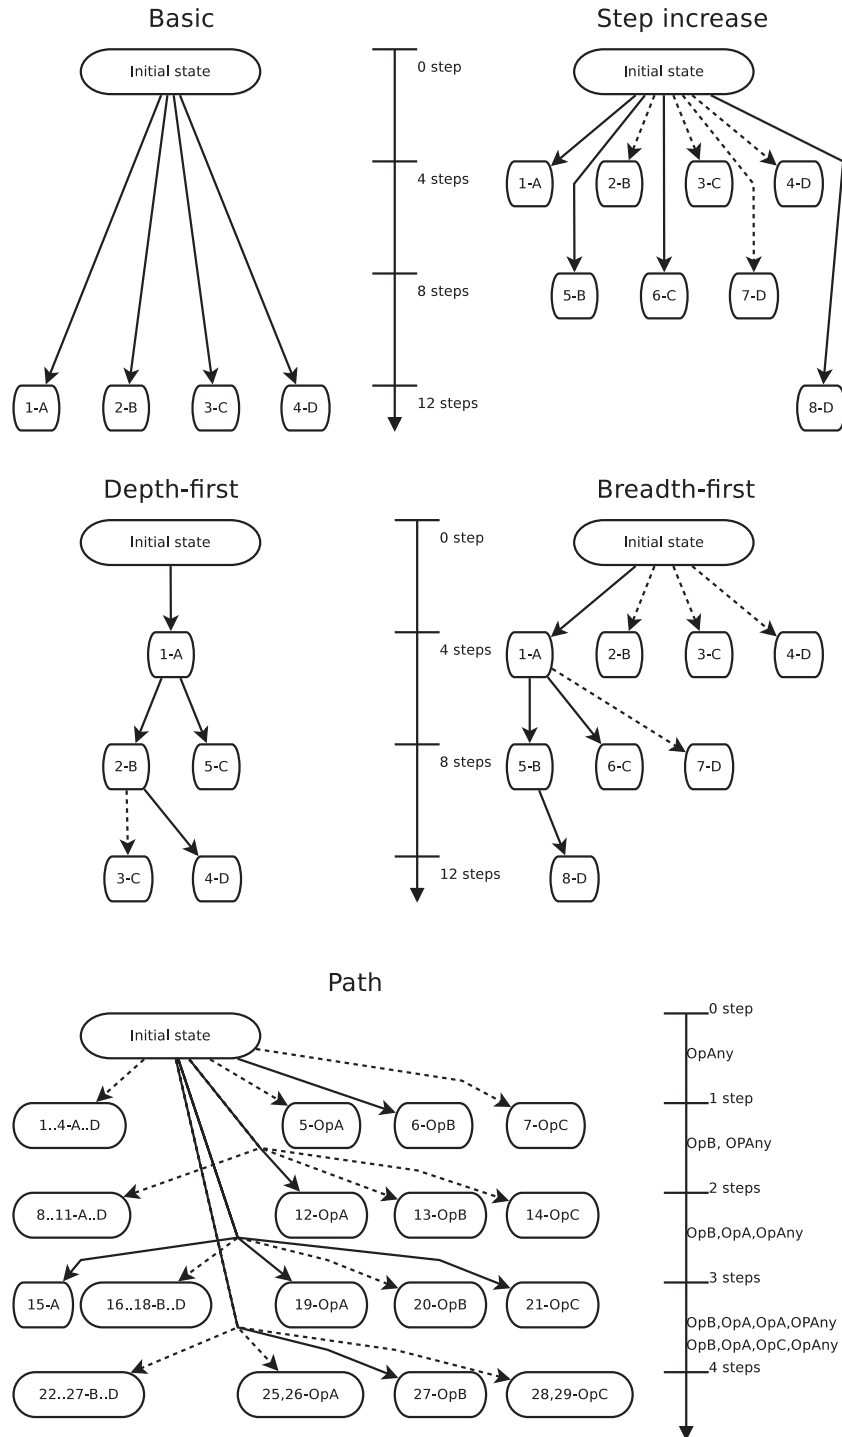 Basic
Step increase
Initial state
0 step
Initial state
1-A
4 steps
2-B
3-C
4-D
5-B
6-C
7-D
8 steps
1-A
2-B
3-C
4-D
12 steps
8-D
Depth-first
Breadth-first
Initial state
0 step
Initial state
1-A
4 steps
1-A
2-B
3-C
4-D
2-B
5-C
8 steps
5-B
6-C
7-D
3-C
4-D
12 steps
8-D
Path
0 step
Initial state
OpAny
1 step
1..4-A..D
5-OpA
6-OpB
7-OpC
OpB, OPAny
2 steps
8..11-A..D
12-OpA
13-OpB
14-OpC
OpB,OpA,OpAny
3 steps
15-A
16..18-B..D
19-OpA
20-OpB
21-OpC
OpB,OpA,OpA,OPAny
OpB,OpA,OpC,OpAny
4 steps
22..27-B..D
25,26-OpA
27-OpB
28,29-OpC